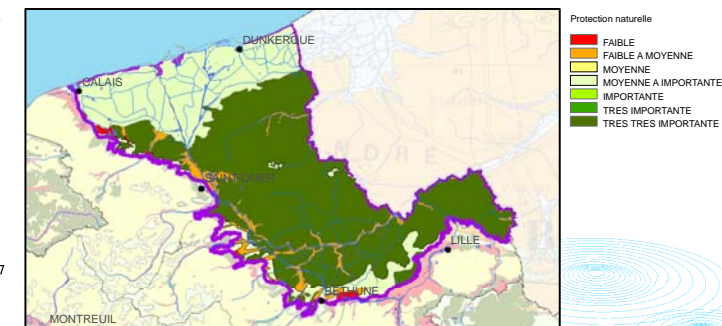 Protection naturelle
FAIBLE
FAIBLE A MOYENNE
MOYENNE
MOYENNE A IMPORTANTE
IMPORTANTE
TRES IMPORTANTE
TRES TRES IMPORTANTE
DUNKERQUE
CALAIS
N D R E
SAINT-OMER
LILLE
7
BETHUNE
MONTREUIL